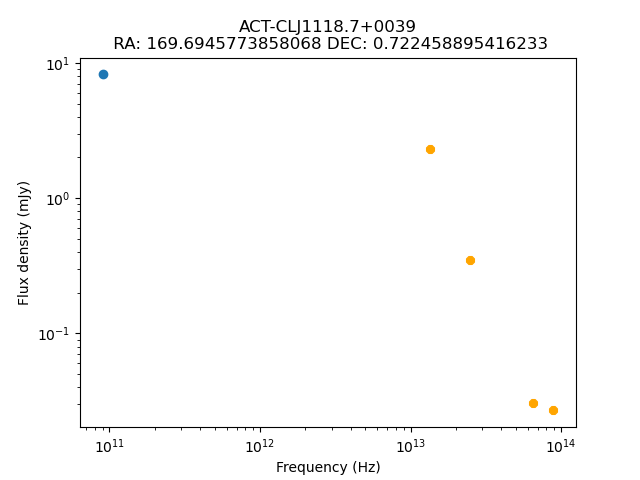 ACT-CLJ1118.7+0039
RA: 169.6945773858068 DEC: 0.722458895416233
Flux density (mJy)
10¹
10⁰
10⁻¹
10¹¹ 10¹² 10¹³ 10¹⁴
Frequency (Hz)